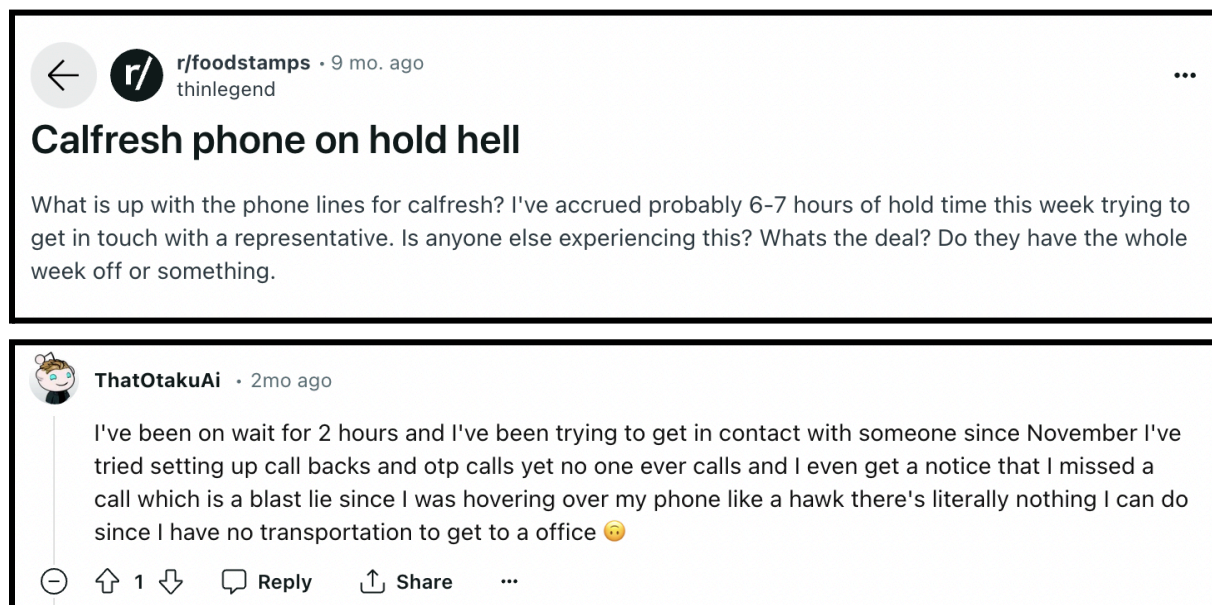 r/foodstamps • 9 mo. ago
thinlegend
Calfresh phone on hold hell
What is up with the phone lines for calfresh? I've accrued probably 6-7 hours of hold time this week trying to
get in touch with a representative. Is anyone else experiencing this? Whats the deal? Do they have the whole
week off or something.
ThatOtakuAi • 2mo ago
I've been on wait for 2 hours and I've been trying to get in contact with someone since November I've
tried setting up call backs and otp calls yet no one ever calls and I even get a notice that I missed a
call which is a blast lie since I was hovering over my phone like a hawk there's literally nothing I can do
since I have no transportation to get to a office 🙃
1 Reply Share